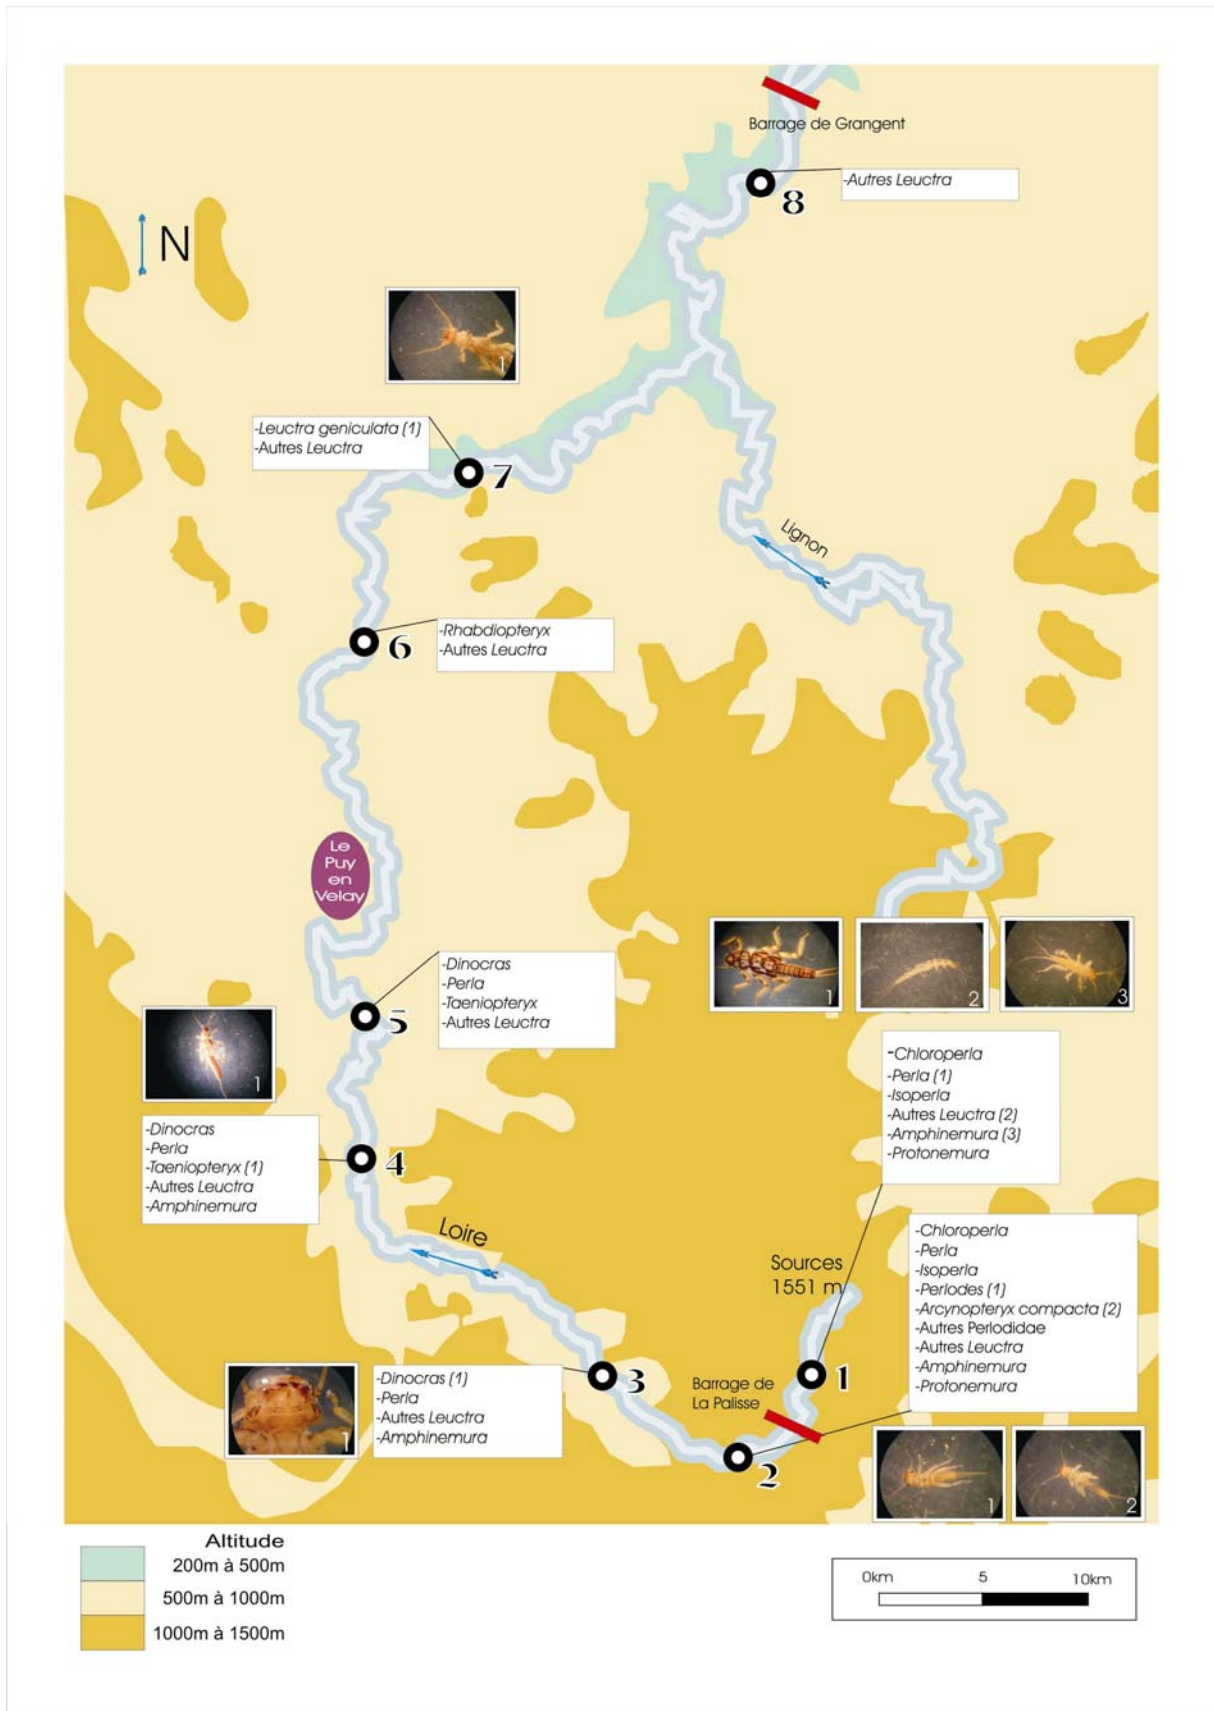 Barrage de Grangent
-Autres Leuctra
8
N
1
-Leuctra geniculata (1)
-Autres Leuctra
7
Lignon
-Rhabdiopteryx
-Autres Leuctra
6
Le
Puy
en
Velay
1
2
3
-Dinocras
-Perla
-Taeniopteryx
-Autres Leuctra
5
1
-Chloroperla
-Perla (1)
-Isoperla
-Autres Leuctra (2)
-Amphinemura (3)
-Protonemura
-Dinocras
-Perla
-Taeniopteryx (1)
-Autres Leuctra
-Amphinemura
4
Loire
Sources
1551 m
-Chloroperla
-Perla
-Isoperla
-Perlodes (1)
-Arcynopteryx compacta (2)
-Autres Perlodidae
-Autres Leuctra
-Amphinemura
-Protonemura
1
-Dinocras (1)
-Perla
-Autres Leuctra
-Amphinemura
3
1
Barrage de
La Palisse
2
1
2
Altitude
200m à 500m
500m à 1000m
1000m à 1500m
0km 5 10km